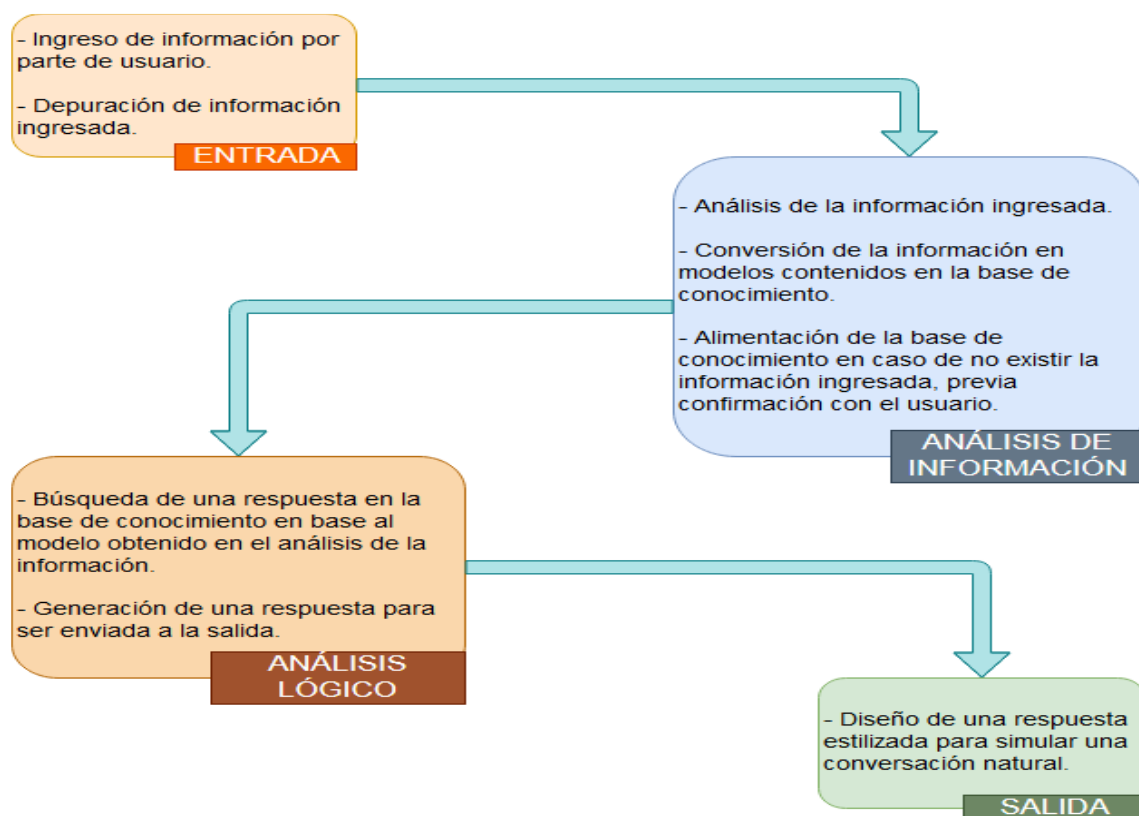 - Ingreso de información por
parte de usuario.
- Depuración de información
ingresada.
ENTRADA
- Análisis de la información ingresada.
- Conversión de la información en
modelos contenidos en la base de
conocimiento.
- Alimentación de la base de
conocimiento en caso de no existir la
información ingresada, previa
confirmación con el usuario.
ANÁLISIS DE
INFORMACIÓN
- Búsqueda de una respuesta en la
base de conocimiento en base al
modelo obtenido en el análisis de la
información.
- Generación de una respuesta para
ser enviada a la salida.
ANÁLISIS
LÓGICO
- Diseño de una respuesta
estilizada para simular una
conversación natural.
SALIDA